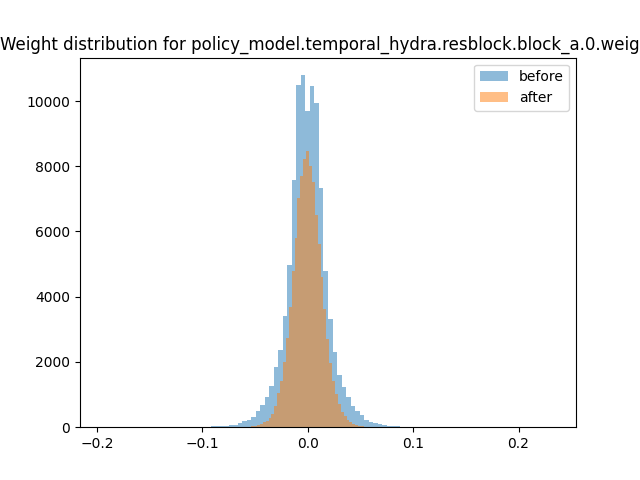 Weight distribution for policy_model.temporal_hydra.resblock.block_a.0.weig
before
after
10000
8000
6000
4000
2000
0
−0.2 −0.1 0.0 0.1 0.2